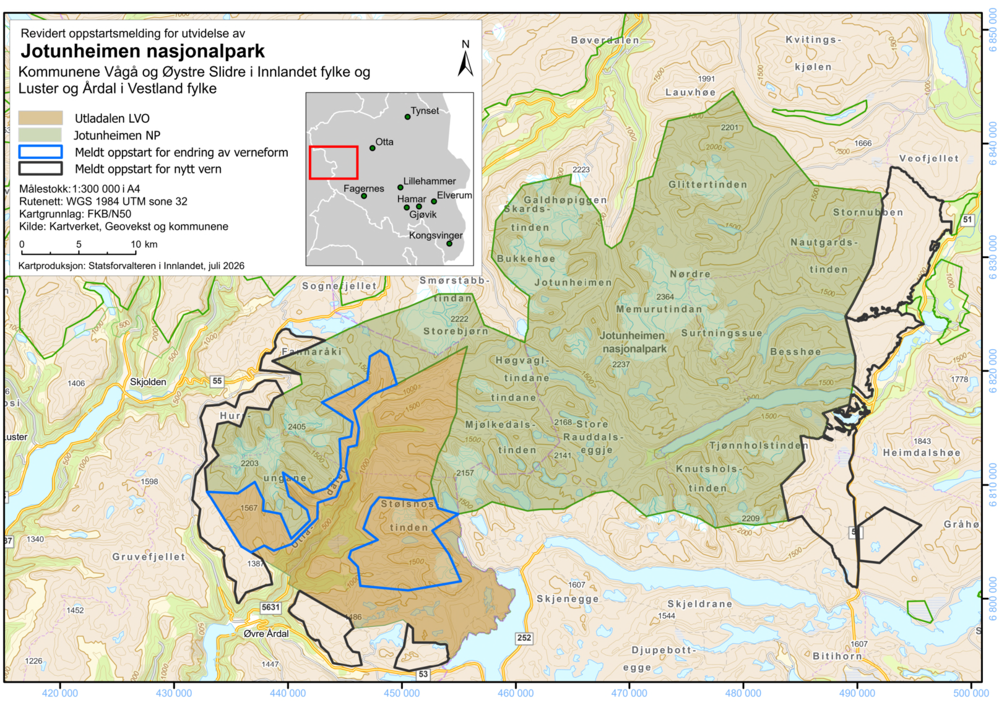 Revidert oppstartsmelding for utvidelse av
Jotunheimen nasjonalpark
Kommunene Vågå og Øystre Slidre i Innlandet fylke og
Luster og Årdal i Vestland fylke
N
Utladalen LVO
Jotunheimen NP
Meldt oppstart for endring av verneform
Meldt oppstart for nytt vern
Målestokk: 1:300 000 i A4
Rutenett: WGS 1984 UTM sone 32
Kartgrunnlag: FKB/N50
Kilde: Kartverket, Geovekst og kommunene
0 5 10 km
Kartproduksjon: Statsforvalteren i Innlandet, juli 2026
Tynset
Otta
Lillehammer
Fagernes
Elverum
Hamar
Gjøvik
Kongsvinger
Bøverdalen
Kvitings-
kjølen
1991
Lauvhøe
2201
1666
Veofjellet
2223
Glittertinden
Galdhøpiggen
Skards-
tinden
Stornubben
51
Nautgards-
tinden
Bukkehøe
Jotunheimen
Nørdre
2364
Memurutindan
Sognefjellet
Smørstabb-
tindan
2222
Storebjørn
Jotunheimen
nasjonalpark
Surtningssue
Besshøe
Fannaråki
Høgvagl-
tindane
2237
1406
Skjolden
55
1778
tindane
Hurr-
2405
Mjølkedals-
tinden
2168
Store
Rauddals-
eggje
2141
Tjønnholstinden
1843
Heimdalshøe
Luster
2203
ungane
2157
Knutshols-
tinden
1598
dalen
1567
Stølsnos-
tinden
2209
Utla-
1340
Gruvefjellet
1387
Gråhø
1607
Skjenegge
Skjeldrane
1544
1452
5631
1486
Øvre Årdal
252
Djupebott-
egge
1607
Bitihorn
1226
1447
53
420 000
430 000
440 000
450 000
460 000
470 000
480 000
490 000
500 000
6 850 000
6 840 000
6 830 000
6 820 000
6 810 000
6 800 000